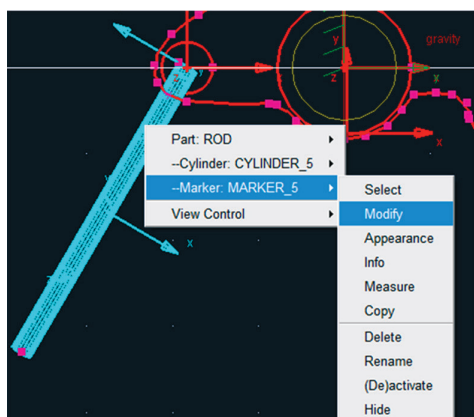 y
gravity
y
z
y
z
x
Part: ROD
--Cylinder: CYLINDER_5
--Marker: MARKER_5
View Control
Select
Modify
Appearance
Info
Measure
Copy
Delete
Rename
(De)activate
Hide
x